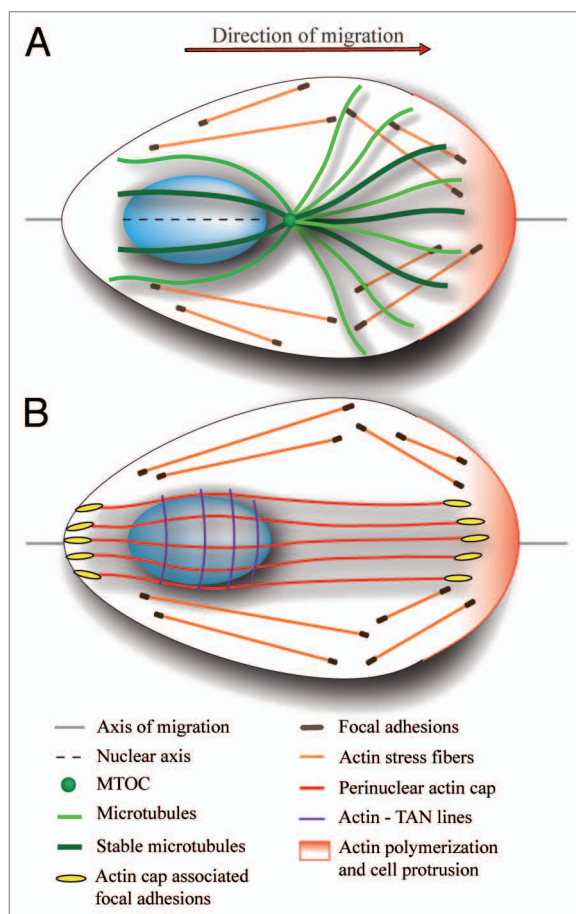 A
Direction of migration
B
Axis of migration
Nuclear axis
MTOC
Microtubules
Stable microtubules
Actin cap associated
focal adhesions
Focal adhesions
Actin stress fibers
Perinuclear actin cap
Actin - TAN lines
Actin polymerization
and cell protrusion